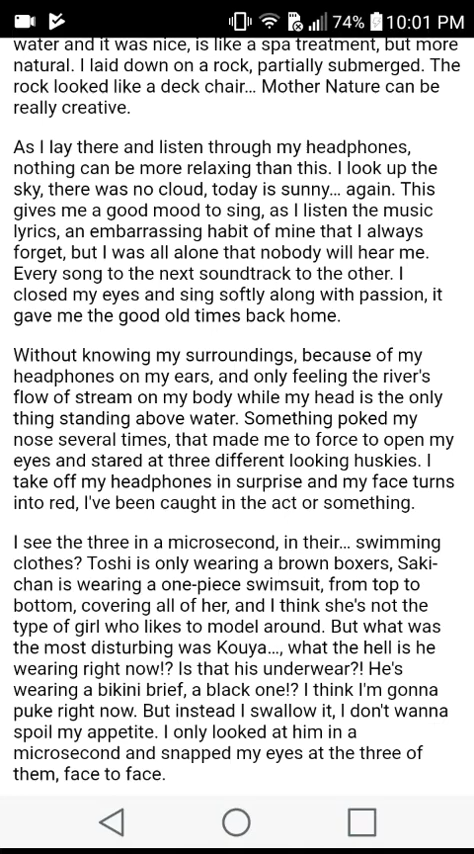 74% 10:01 PM
water and it was nice, is like a spa treatment, but more
natural. I laid down on a rock, partially submerged. The
rock looked like a deck chair... Mother Nature can be
really creative.
As I lay there and listen through my headphones,
nothing can be more relaxing than this. I look up the
sky, there was no cloud, today is sunny... again. This
gives me a good mood to sing, as I listen the music
lyrics, an embarrassing habit of mine that I always
forget, but I was all alone that nobody will hear me.
Every song to the next soundtrack to the other. I
closed my eyes and sing softly along with passion, it
gave me the good old times back home.
Without knowing my surroundings, because of my
headphones on my ears, and only feeling the river's
flow of stream on my body while my head is the only
thing standing above water. Something poked my
nose several times, that made me to force to open my
eyes and stared at three different looking huskies. I
take off my headphones in surprise and my face turns
into red, I've been caught in the act or something.
I see the three in a microsecond, in their... swimming
clothes? Toshi is only wearing a brown boxers, Saki-
chan is wearing a one-piece swimsuit, from top to
bottom, covering all of her, and I think she's not the
type of girl who likes to model around. But what was
the most disturbing was Kouya..., what the hell is he
wearing right now!? Is that his underwear?! He's
wearing a bikini brief, a black one!? I think I'm gonna
puke right now. But instead I swallow it, I don't wanna
spoil my appetite. I only looked at him in a
microsecond and snapped my eyes at the three of
them, face to face.